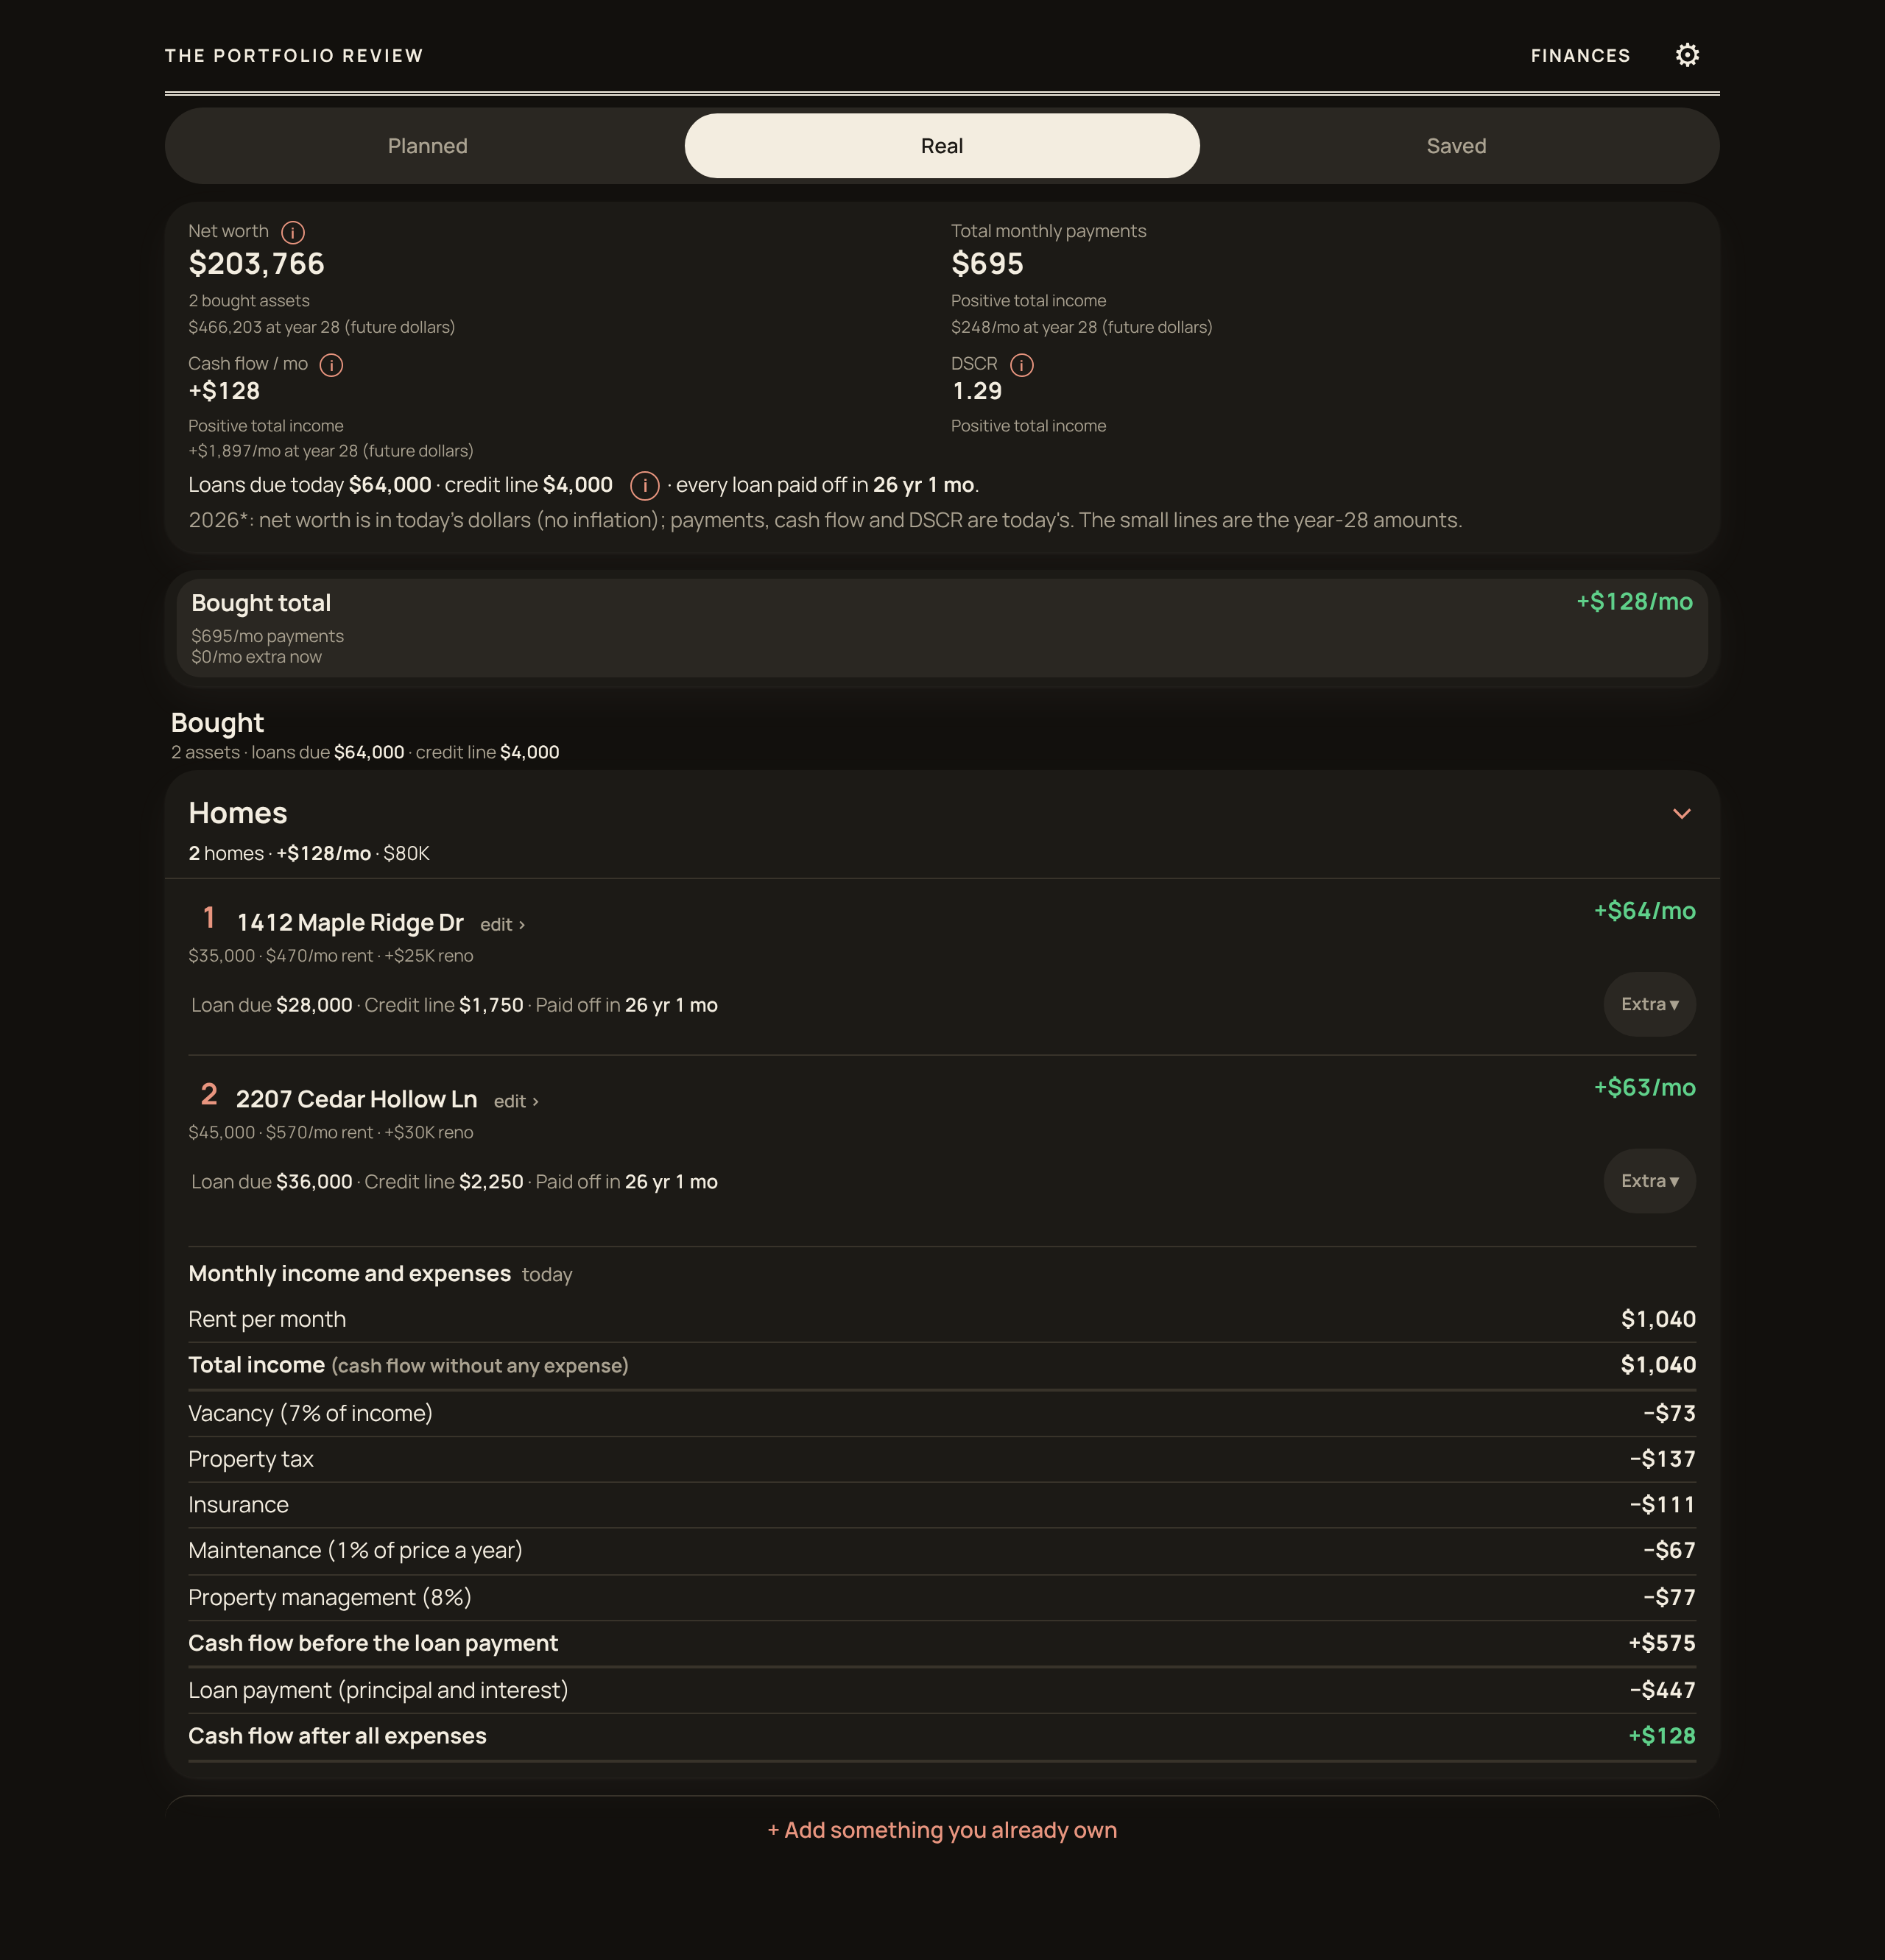 THE PORTFOLIO REVIEW
FINANCES ⚙
Planned
Real
Saved
Net worth i
$203,766
2 bought assets
$466,203 at year 28 (future dollars)
Total monthly payments
$695
Positive total income
$248/mo at year 28 (future dollars)
Cash flow / mo i
+$128
Positive total income
+$1,897/mo at year 28 (future dollars)
DSCR i
1.29
Positive total income
Loans due today $64,000 · credit line $4,000 i · every loan paid off in 26 yr 1 mo.
2026*: net worth is in today's dollars (no inflation); payments, cash flow and DSCR are today's. The small lines are the year-28 amounts.
Bought total +$128/mo
$695/mo payments
$0/mo extra now
Bought
2 assets · loans due $64,000 · credit line $4,000
Homes
2 homes · +$128/mo · $80K
1 1412 Maple Ridge Dr edit › +$64/mo
$35,000 · $470/mo rent · +$25K reno
Loan due $28,000 · Credit line $1,750 · Paid off in 26 yr 1 mo Extra ▾
2 2207 Cedar Hollow Ln edit › +$63/mo
$45,000 · $570/mo rent · +$30K reno
Loan due $36,000 · Credit line $2,250 · Paid off in 26 yr 1 mo Extra ▾
Monthly income and expenses today
Rent per month $1,040
Total income (cash flow without any expense) $1,040
Vacancy (7% of income) −$73
Property tax −$137
Insurance −$111
Maintenance (1% of price a year) −$67
Property management (8%) −$77
Cash flow before the loan payment +$575
Loan payment (principal and interest) −$447
Cash flow after all expenses +$128
+ Add something you already own